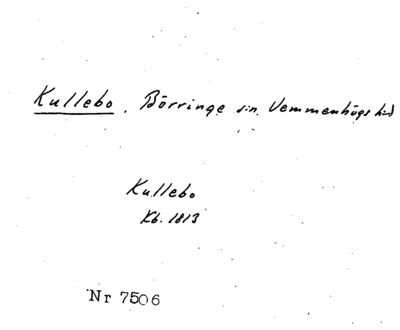 Kullebo. Börringe sn. Vemmenhögs hd
Kullebo
Kb. 1813
Nr 7506